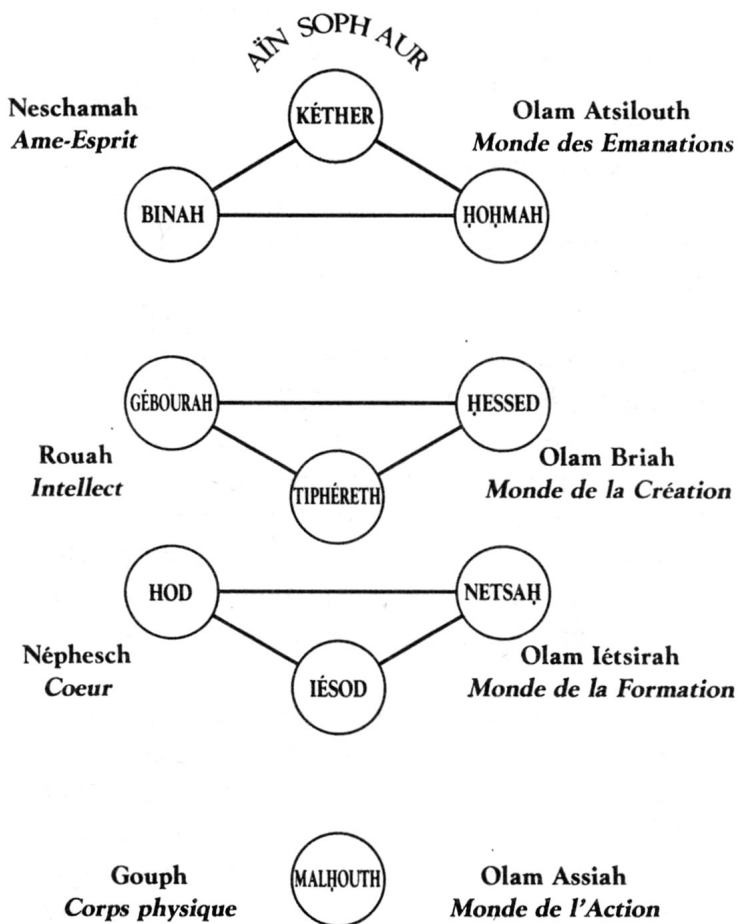 AÏN SOPH AUR
Neschamah
Ame-Esprit
KÉTHER
Olam Atsilouth
Monde des Emanations
BINAH
ḤOḤMAH
GÉBOURAH
ḤESSED
Rouah
Intellect
TIPHÉRETH
Olam Briah
Monde de la Création
HOD
NETSAḤ
Néphesch
Coeur
IÉSOD
Olam Iétsirah
Monde de la Formation
Gouph
Corps physique
MALḤOUTH
Olam Assiah
Monde de l'Action